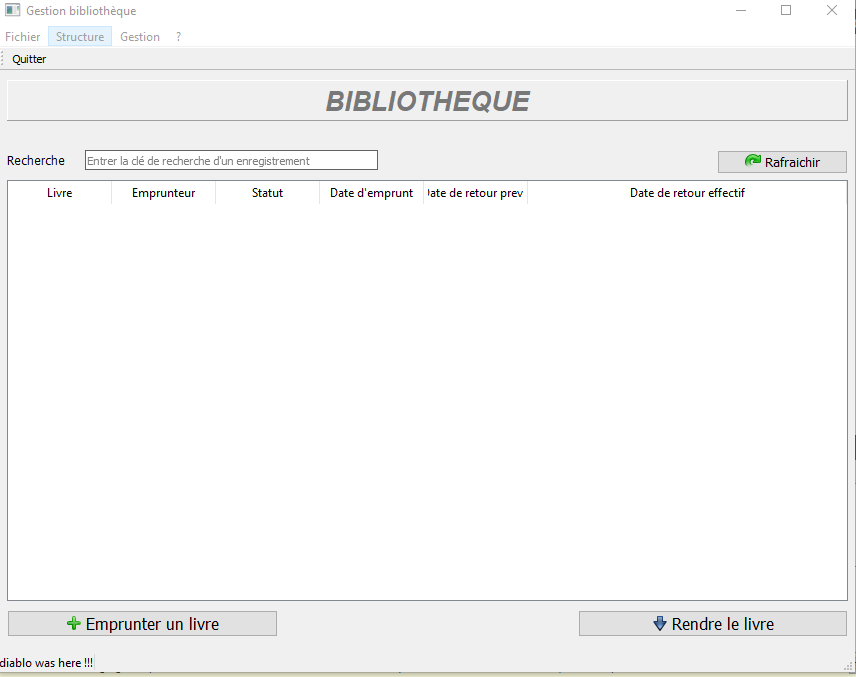 Gestion bibliothèque
Fichier Structure Gestion ?
Quitter
BIBLIOTHEQUE
Recherche Entrer la clé de recherche d'un enregistrement Rafraichir
Livre Emprunteur Statut Date d'emprunt ate de retour prev Date de retour effectif
Emprunter un livre Rendre le livre
diablo was here !!!